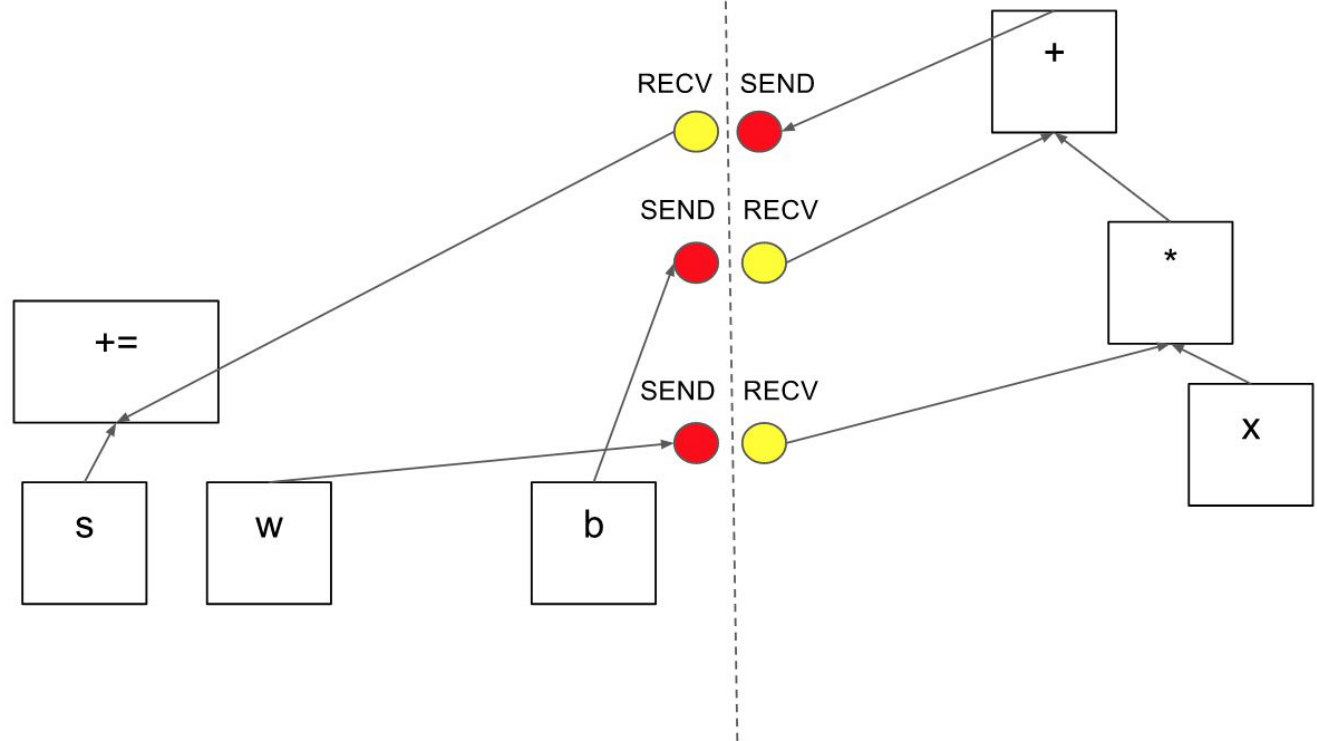 +
RECV SEND
SEND RECV
*
+=
SEND RECV
x
s w b